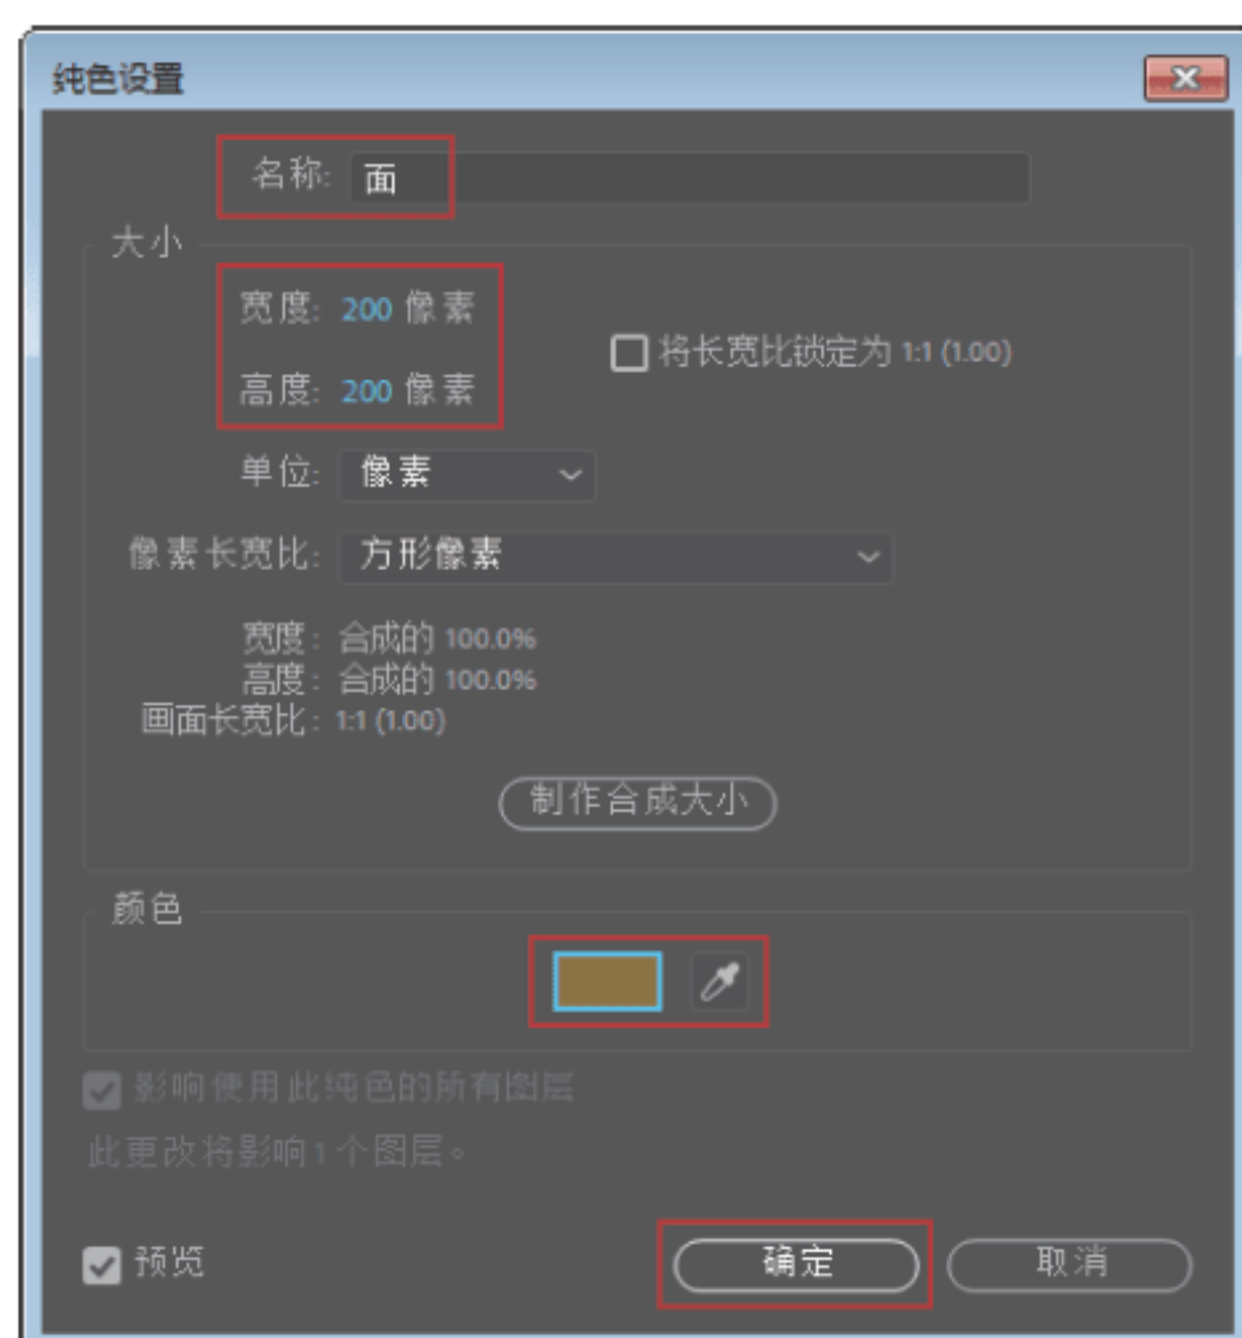 纯色设置
名称: 面
大小
宽度: 200 像素
将长宽比锁定为 1:1 (1.00)
高度: 200 像素
单位: 像素
像素长宽比: 方形像素
宽度: 合成的 100.0%
高度: 合成的 100.0%
画面长宽比: 1:1 (1.00)
制作合成大小
颜色
影响使用此纯色的所有图层
此更改将影响 1 个图层。
预览
确定
取消